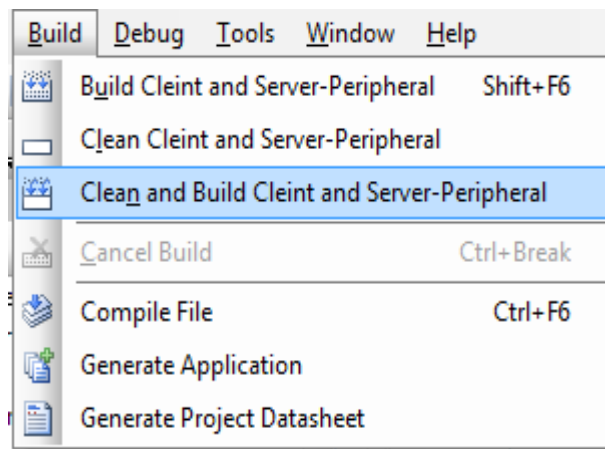 Build Debug Tools Window Help
Build Cleint and Server-Peripheral Shift+F6
Clean Cleint and Server-Peripheral
Clean and Build Cleint and Server-Peripheral
Cancel Build Ctrl+Break
Compile File Ctrl+F6
Generate Application
Generate Project Datasheet